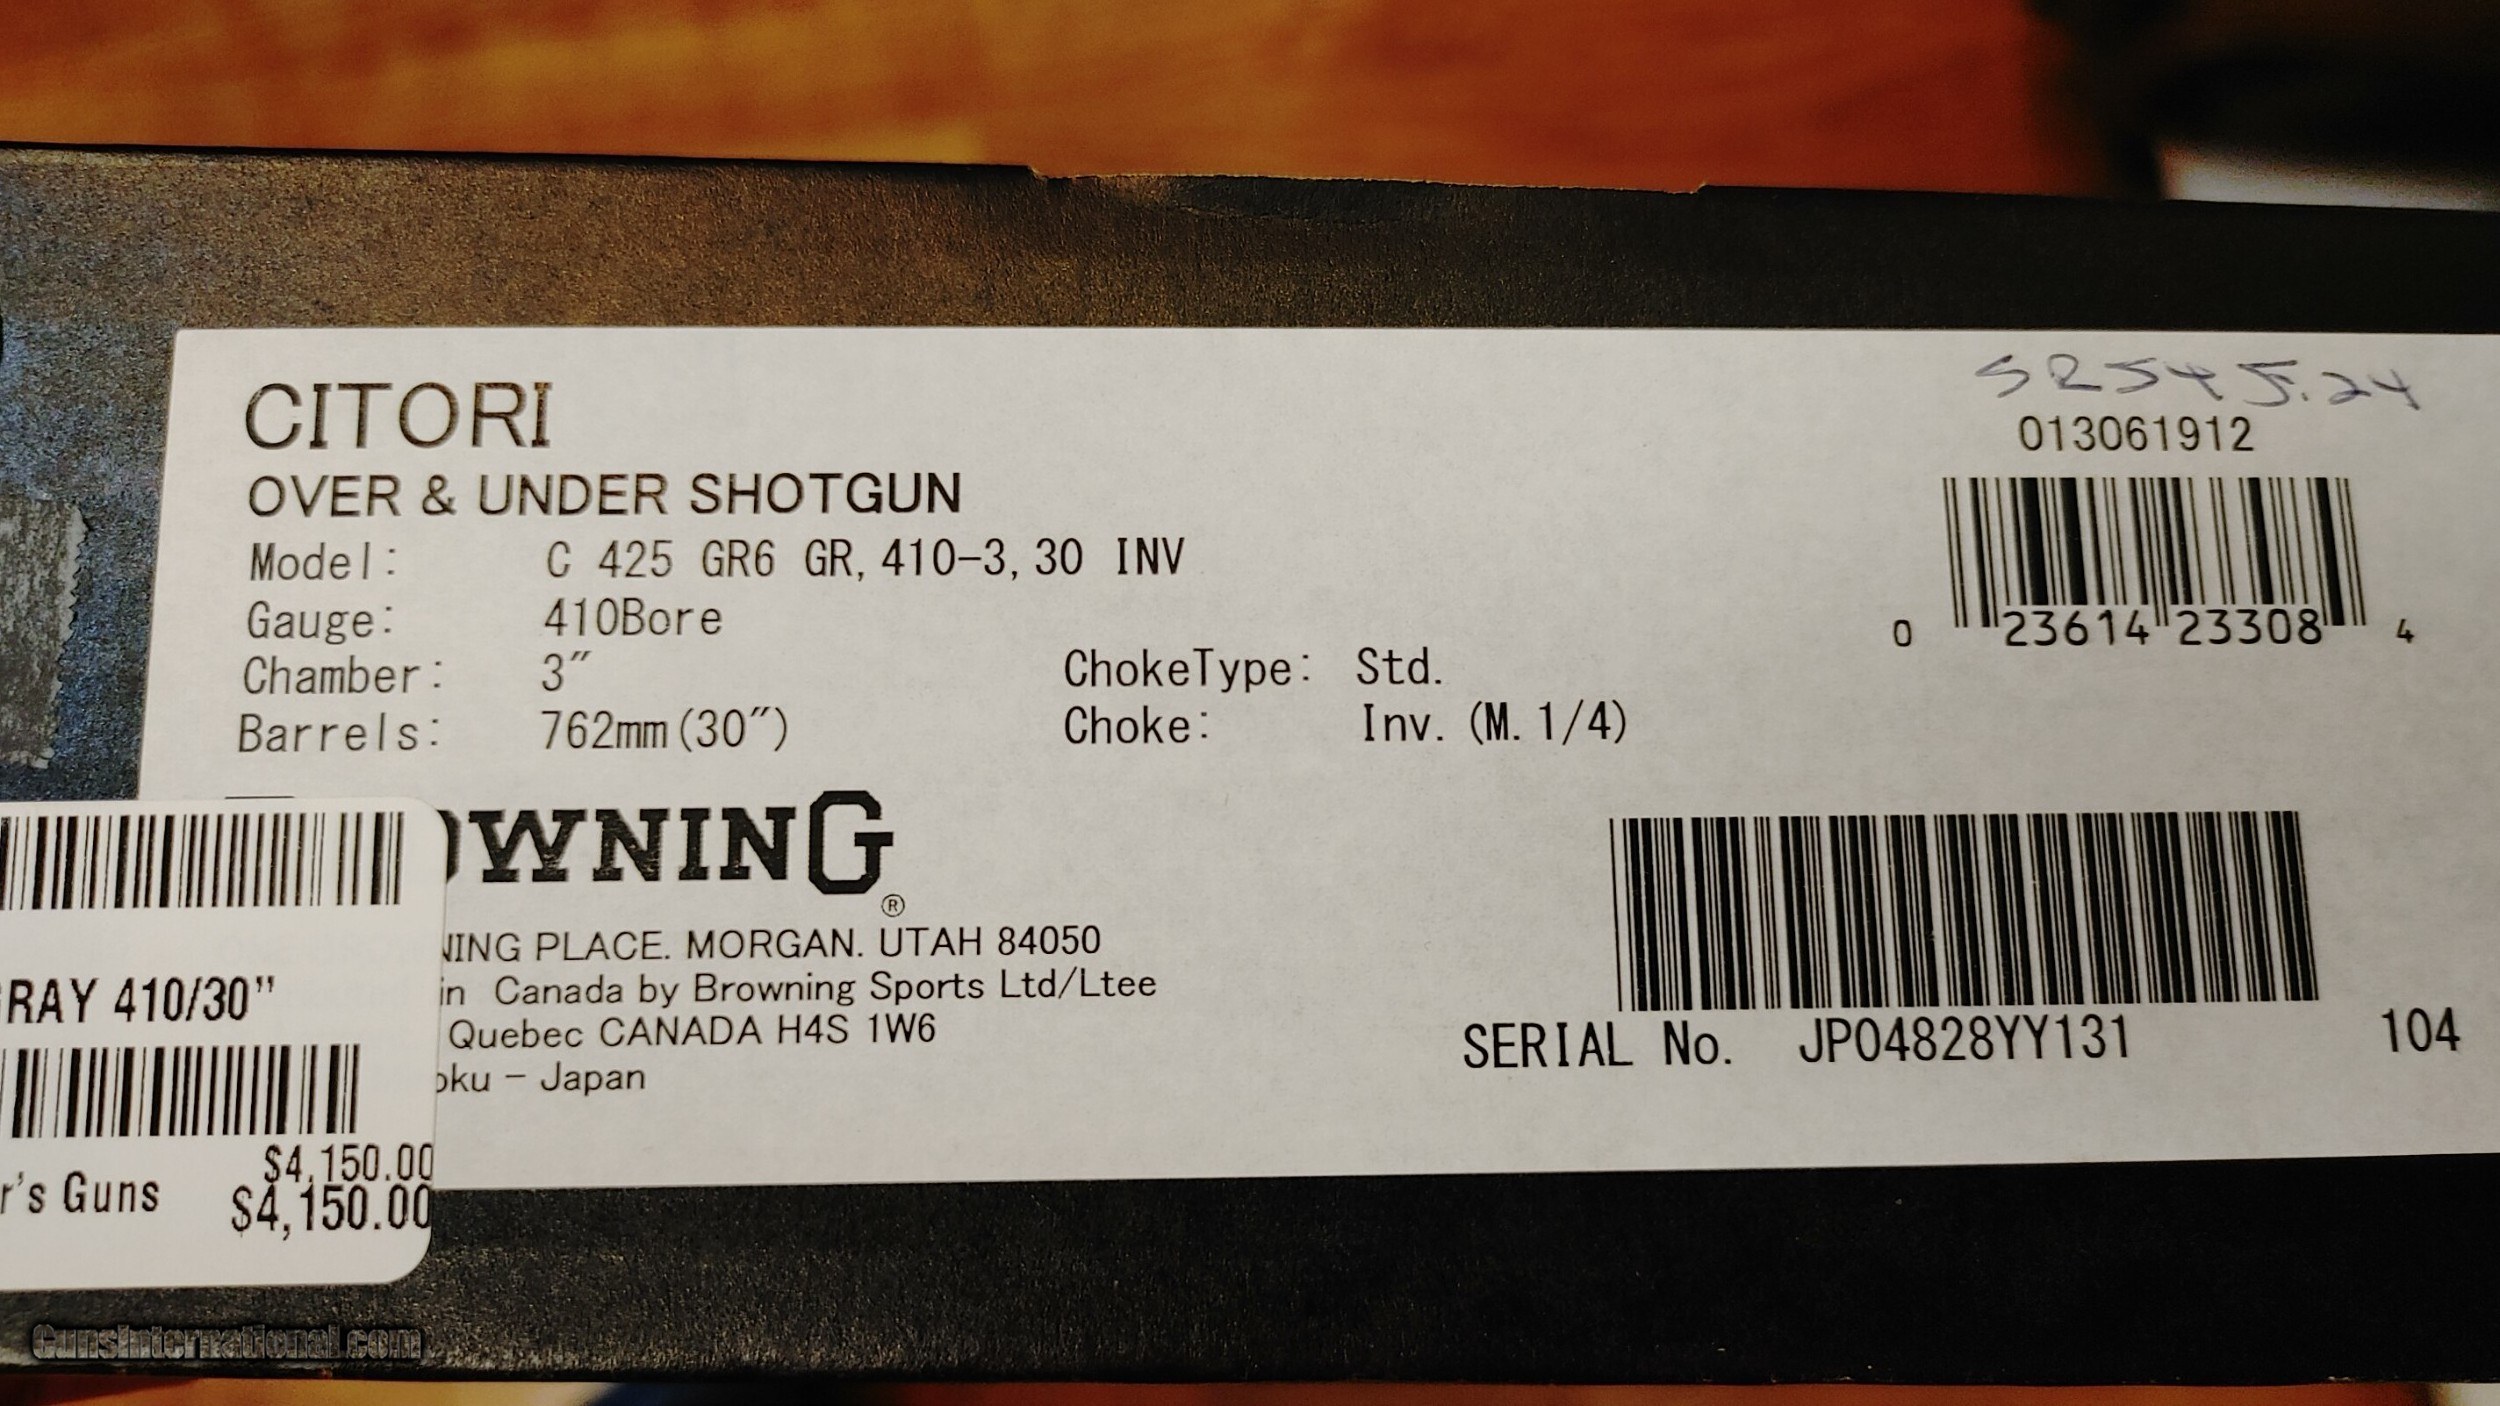 SR545.24
013061912
CITORI
OVER & UNDER SHOTGUN
Model: C 425 GR6 GR, 410-3, 30 INV
Gauge: 410Bore
Chamber: 3" ChokeType: Std.
Barrels: 762mm (30") Choke: Inv. (M. 1/4)
0 23614 23308 4
OWNING®
NING PLACE. MORGAN. UTAH 84050
in Canada by Browning Sports Ltd/Ltee
Quebec CANADA H4S 1W6
oku - Japan
SERIAL No. JP04828YY131 104
RAY 410/30"
$4,150.00
r's Guns $4,150.00
GunsInternational.com